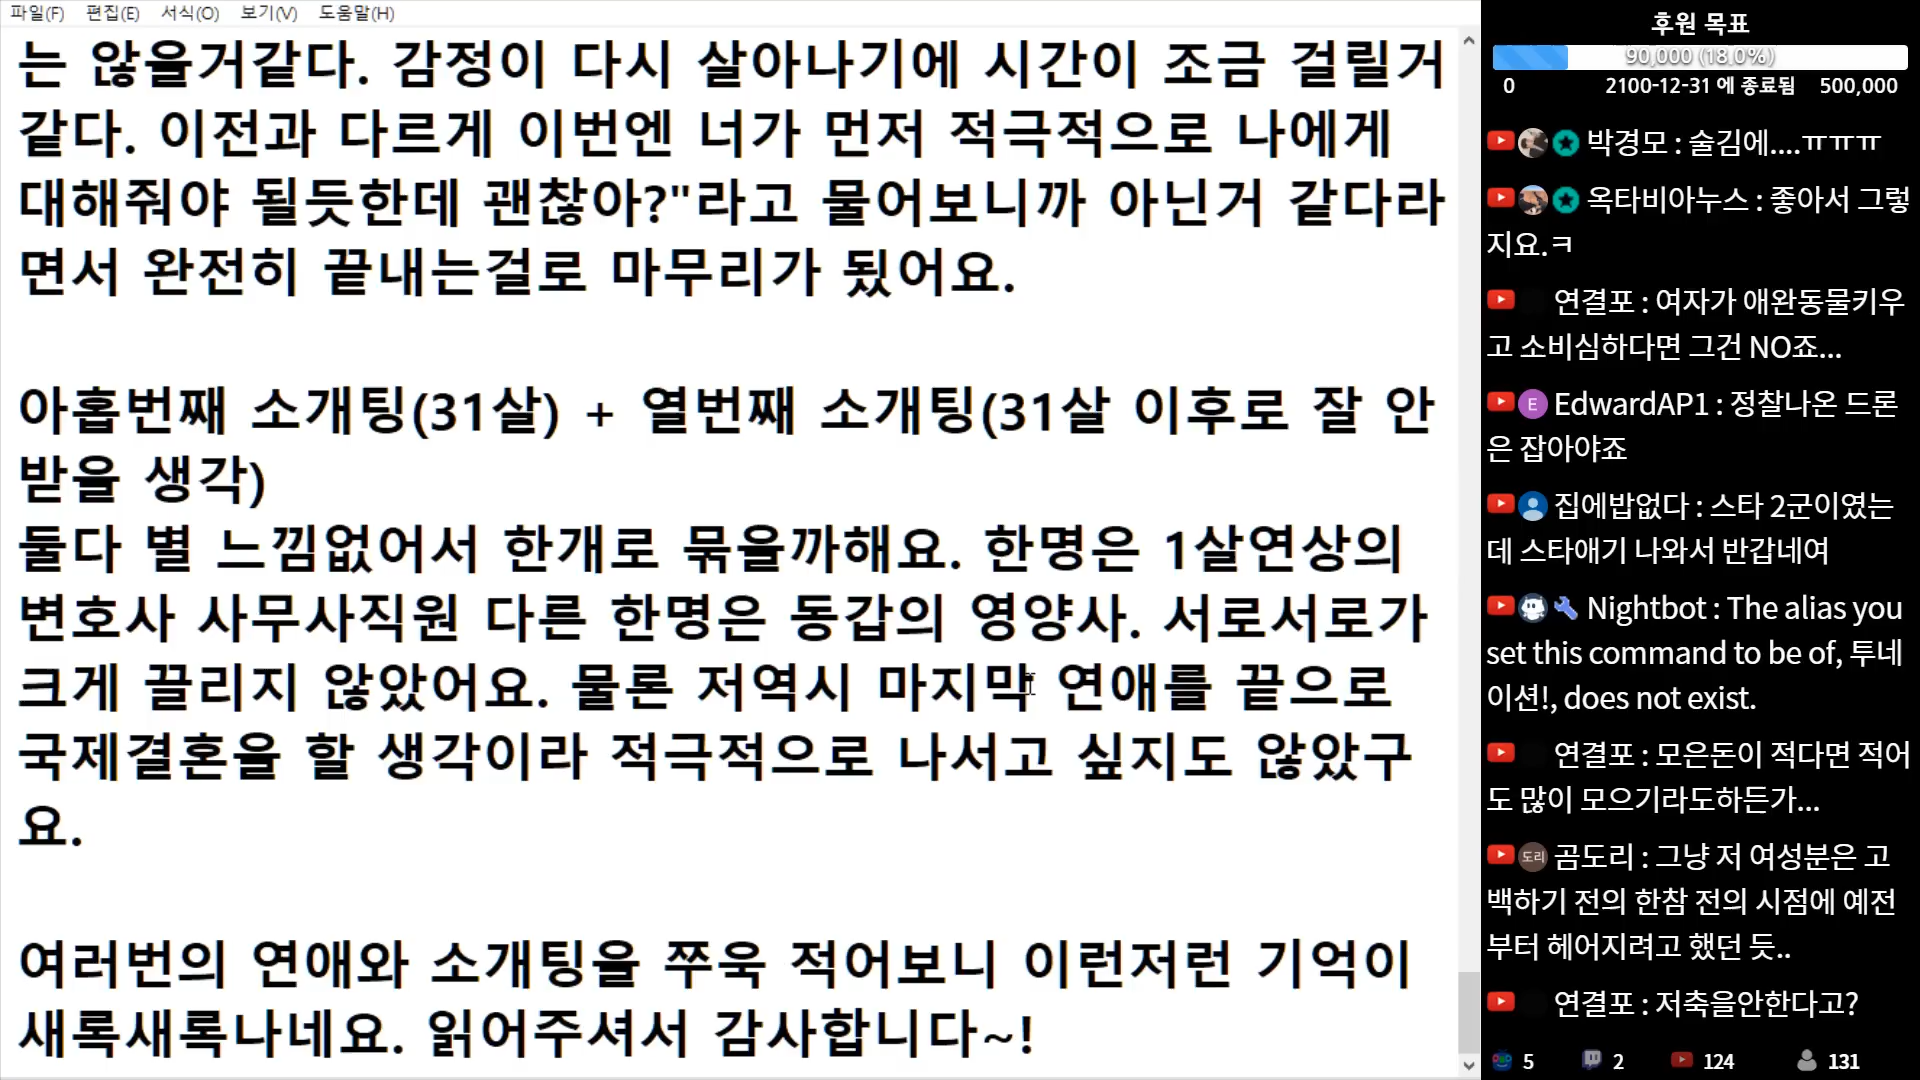 파일(F) 편집(E) 서식(O) 보기(V) 도움말(H)
는 않을거같다. 감정이 다시 살아나기에 시간이 조금 걸릴거
같다. 이전과 다르게 이번엔 너가 먼저 적극적으로 나에게
대해줘야 될듯한데 괜찮아?"라고 물어보니까 아닌거 같다라
면서 완전히 끝내는걸로 마무리가 됬어요.
아홉번째 소개팅(31살) + 열번째 소개팅(31살 이후로 잘 안
받을 생각)
둘다 별 느낌없어서 한개로 묶을까해요. 한명은 1살연상의
변호사 사무사직원 다른 한명은 동갑의 영양사. 서로서로가
크게 끌리지 않았어요. 물론 저역시 마지막 연애를 끝으로
국제결혼을 할 생각이라 적극적으로 나서고 싶지도 않았구
요.
여러번의 연애와 소개팅을 쭈욱 적어보니 이런저런 기억이
새록새록나네요. 읽어주셔서 감사합니다~!
후원 목표
90,000 (18.0%)
0 2100-12-31 에 종료됨 500,000
박경모 : 술김에....ㅠㅠㅠ
옥타비아누스 : 좋아서 그렇
지요.ㅋ
연결포 : 여자가 애완동물키우
고 소비심하다면 그건 NO죠...
E EdwardAP1 : 정찰나온 드론
은 잡아야죠
집에밥없다 : 스타 2군이였는
데 스타얘기 나와서 반갑네여
Nightbot : The alias you
set this command to be of, 투네
이션!, does not exist.
연결포 : 모은돈이 적다면 적어
도 많이 모으기라도하든가...
도리 곰도리 : 그냥 저 여성분은 고
백하기 전의 한참 전의 시점에 예전
부터 헤어지려고 했던 듯..
연결포 : 저축을안한다고?
5 2 124 131